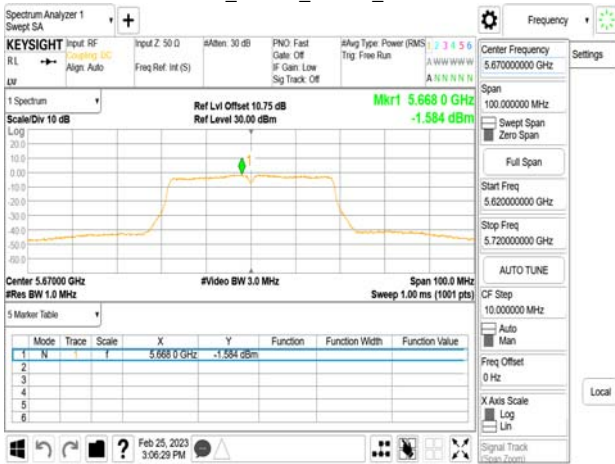 Spectrum Analyzer 1
Swept SA
+
Frequency
KEYSIGHT
RL
Input: RF
Coupling: DC
Align: Auto
Input Z: 50 Ω
Freq Ref: Int (S)
#Atten: 30 dB
PNO: Fast
Gate: Off
IF Gain: Low
Sig Track: Off
#Avg Type: Power (RMS
Trig: Free Run
1 2 3 4 5 6
A WWWWW
A N N N N N
1 Spectrum
Scale/Div 10 dB
Ref Lvl Offset 10.75 dB
Ref Level 30.00 dBm
Mkr1 5.668 0 GHz
-1.584 dBm
Log
20.0
10.0
0.00
-10.0
-20.0
-30.0
-40.0
-50.0
-60.0
1
Center 5.67000 GHz
#Res BW 1.0 MHz
#Video BW 3.0 MHz
Span 100.0 MHz
Sweep 1.00 ms (1001 pts)
5 Marker Table
Mode Trace Scale X Y Function Function Width Function Value
1 N 1 f 5.668 0 GHz -1.584 dBm
2
3
4
5
6
Feb 25, 2023
3:06:29 PM
Center Frequency
5.670000000 GHz
Settings
Span
100.000000 MHz
Swept Span
Zero Span
Full Span
Start Freq
5.620000000 GHz
Stop Freq
5.720000000 GHz
AUTO TUNE
CF Step
10.000000 MHz
Auto
Man
Freq Offset
0 Hz
X Axis Scale
Log
Lin
Local
Signal Track
(Span Zoom)